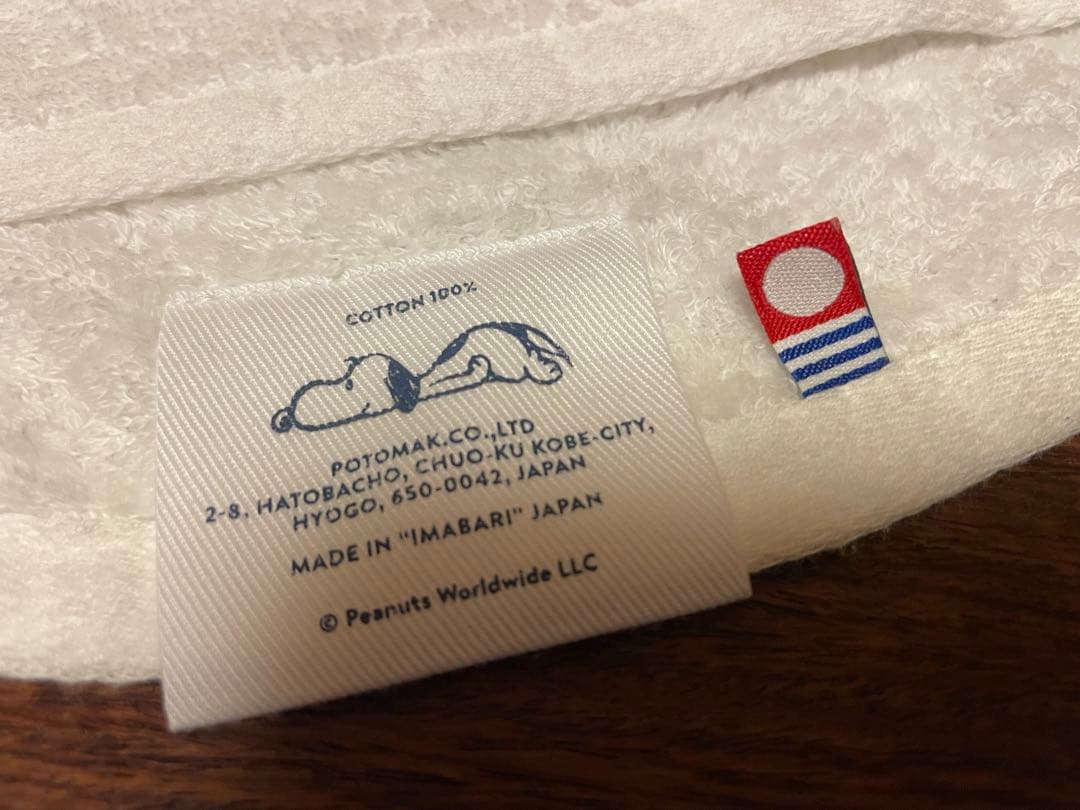 COTTON 100%
POTOMAK.CO.,LTD
2-8, HATOBACHO, CHUO-KU KOBE-CITY,
HYOGO, 650-0042, JAPAN
MADE IN "IMABARI" JAPAN
© Peanuts Worldwide LLC